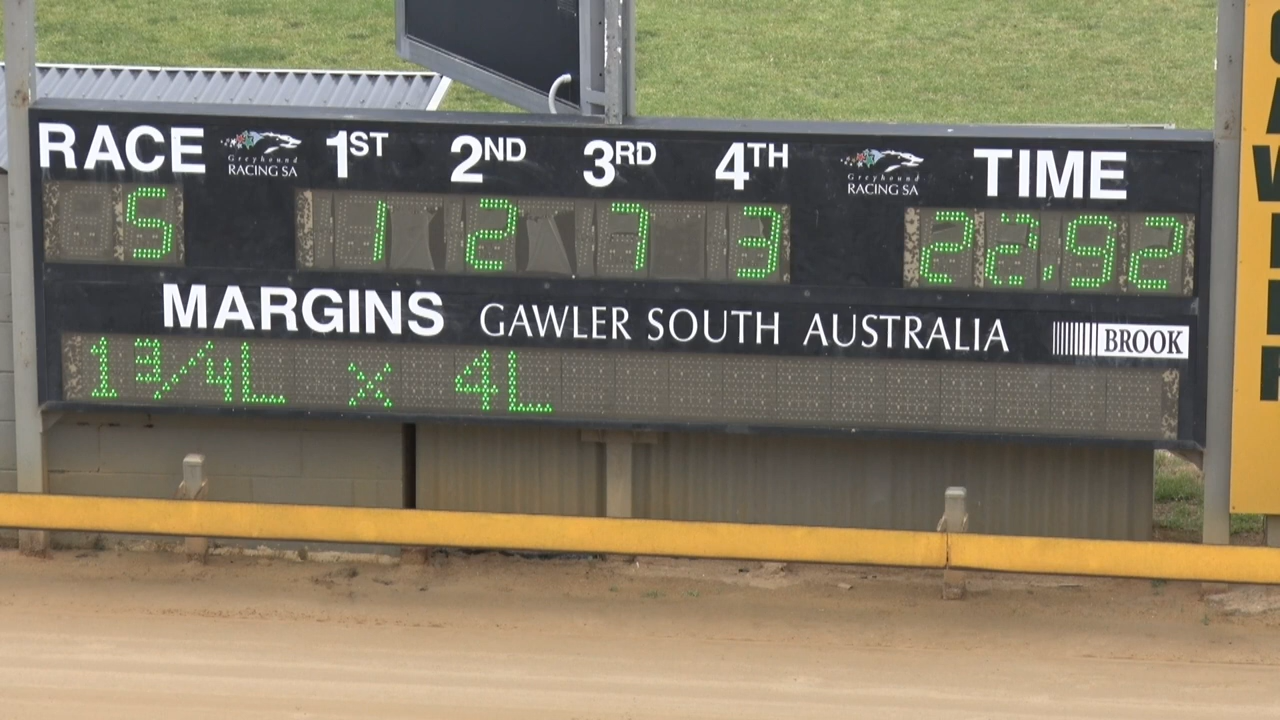 RACE Greyhound RACING SA 1ST 2ND 3RD 4TH Greyhound RACING SA TIME
5 1 2 7 3 22.92
MARGINS GAWLER SOUTH AUSTRALIA BROOK
1 3/4L x 4L